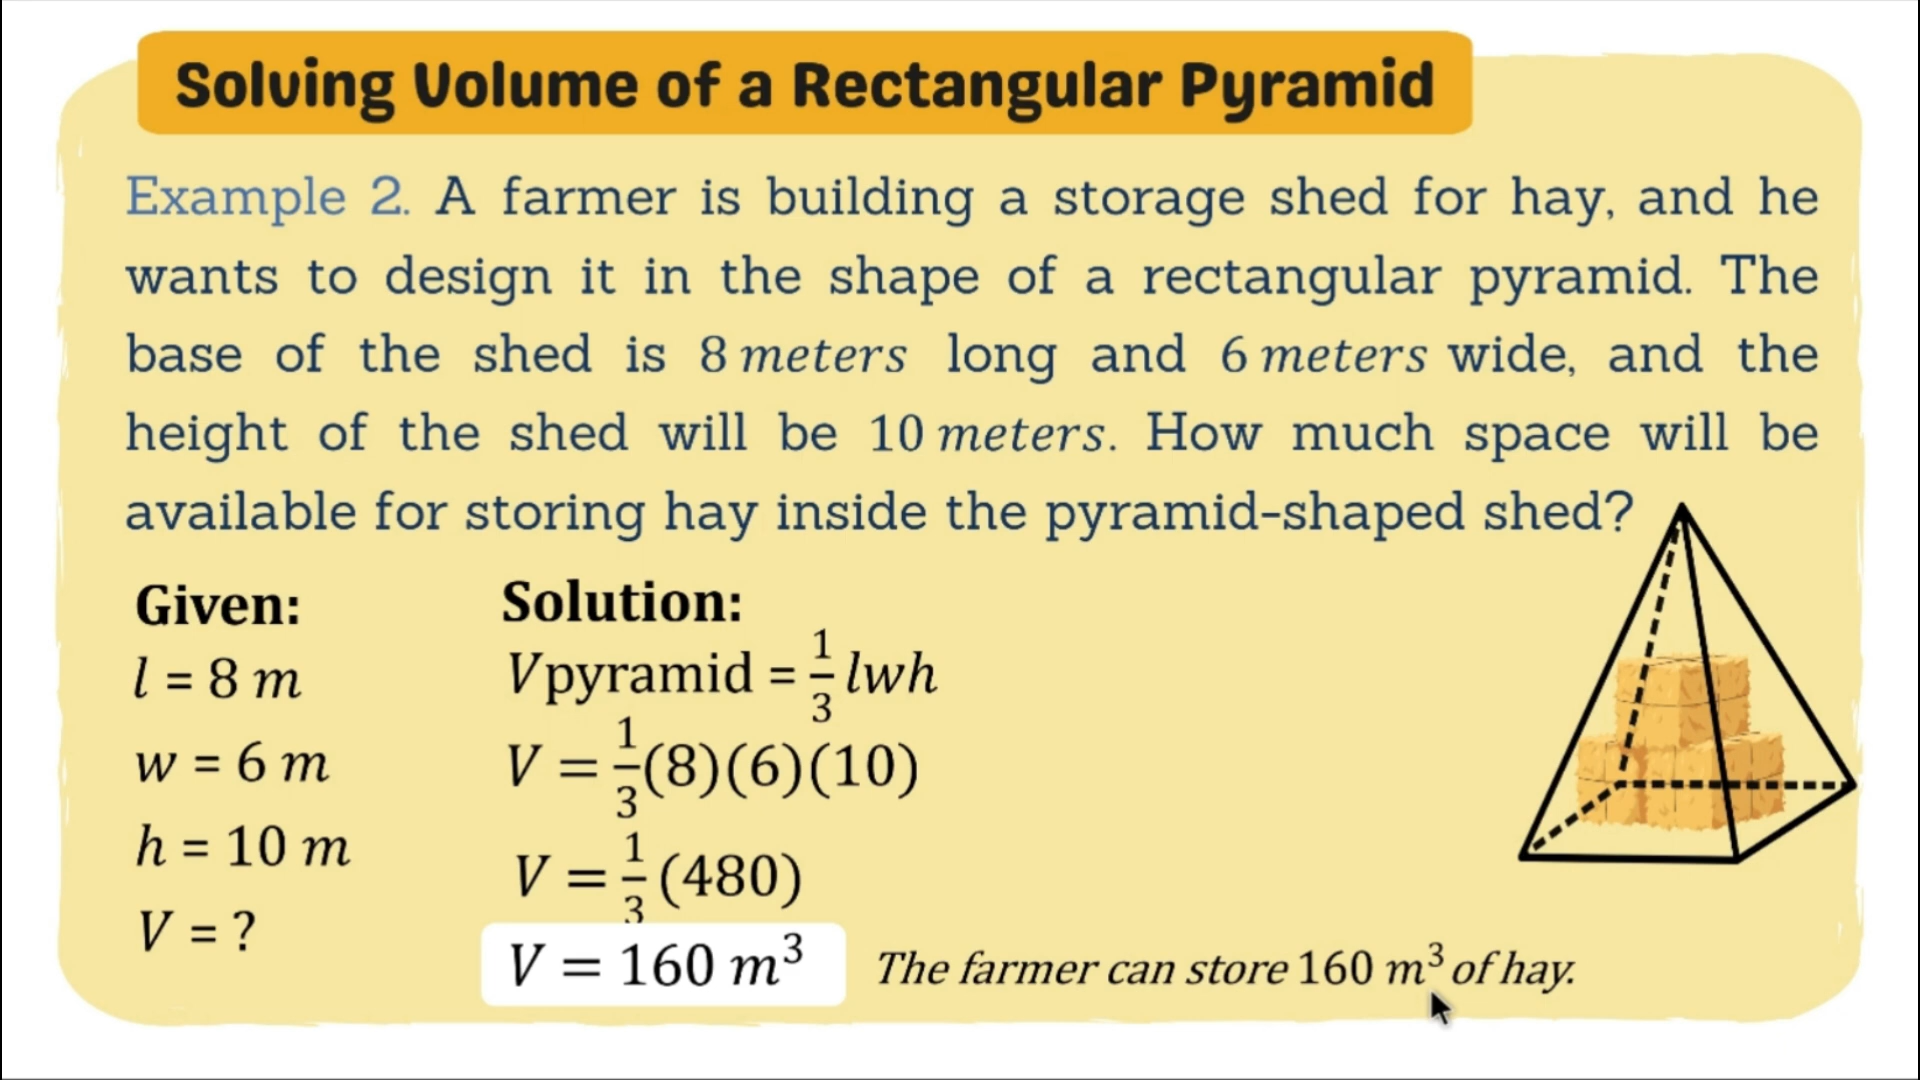 Solving Volume of a Rectangular Pyramid
Example 2. A farmer is building a storage shed for hay, and he
wants to design it in the shape of a rectangular pyramid. The
base of the shed is 8 meters long and 6 meters wide, and the
height of the shed will be 10 meters. How much space will be
available for storing hay inside the pyramid-shaped shed?
Given:
l = 8 m
w = 6 m
h = 10 m
V = ?
Solution:
Vpyramid = 1/3 lwh
V = 1/3 (8)(6)(10)
V = 1/3 (480)
V = 160 m³
The farmer can store 160 m³ of hay.